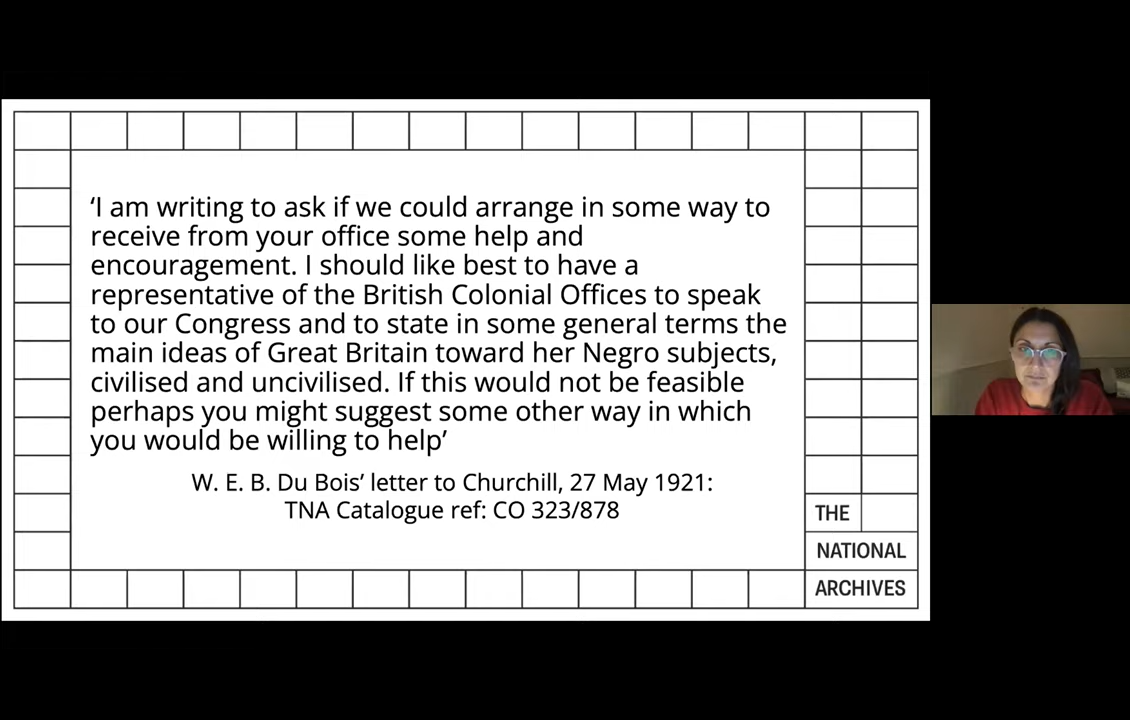 ‘I am writing to ask if we could arrange in some way to
receive from your office some help and
encouragement. I should like best to have a
representative of the British Colonial Offices to speak
to our Congress and to state in some general terms the
main ideas of Great Britain toward her Negro subjects,
civilised and uncivilised. If this would not be feasible
perhaps you might suggest some other way in which
you would be willing to help’
W. E. B. Du Bois’ letter to Churchill, 27 May 1921:
TNA Catalogue ref: CO 323/878
THE
NATIONAL
ARCHIVES